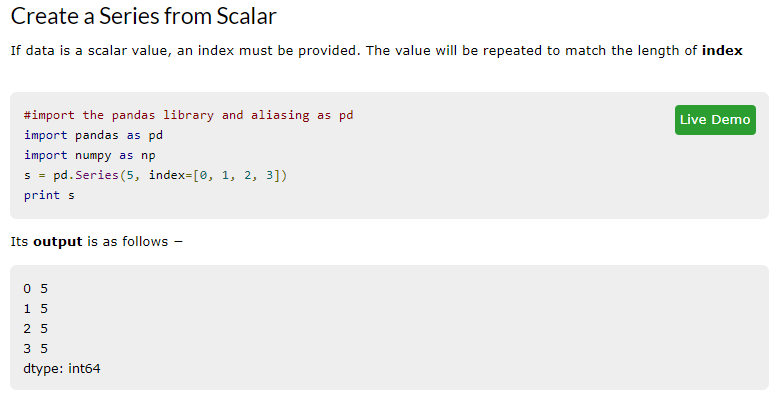 Create a Series from Scalar
If data is a scalar value, an index must be provided. The value will be repeated to match the length of index
#import the pandas library and aliasing as pd
Live Demo
import pandas as pd
import numpy as np
s = pd.Series(5, index=[0, 1, 2, 3])
print s
Its output is as follows −
0 5
1 5
2 5
3 5
dtype: int64